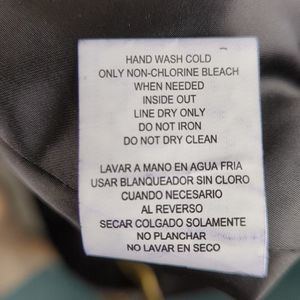 HAND WASH COLD
ONLY NON-CHLORINE BLEACH
WHEN NEEDED
INSIDE OUT
LINE DRY ONLY
DO NOT IRON
DO NOT DRY CLEAN
LAVAR A MANO EN AGUA FRIA
USAR BLANQUEADOR SIN CLORO
CUANDO NECESARIO
AL REVERSO
SECAR COLGADO SOLAMENTE
NO PLANCHAR
NO LAVAR EN SECO